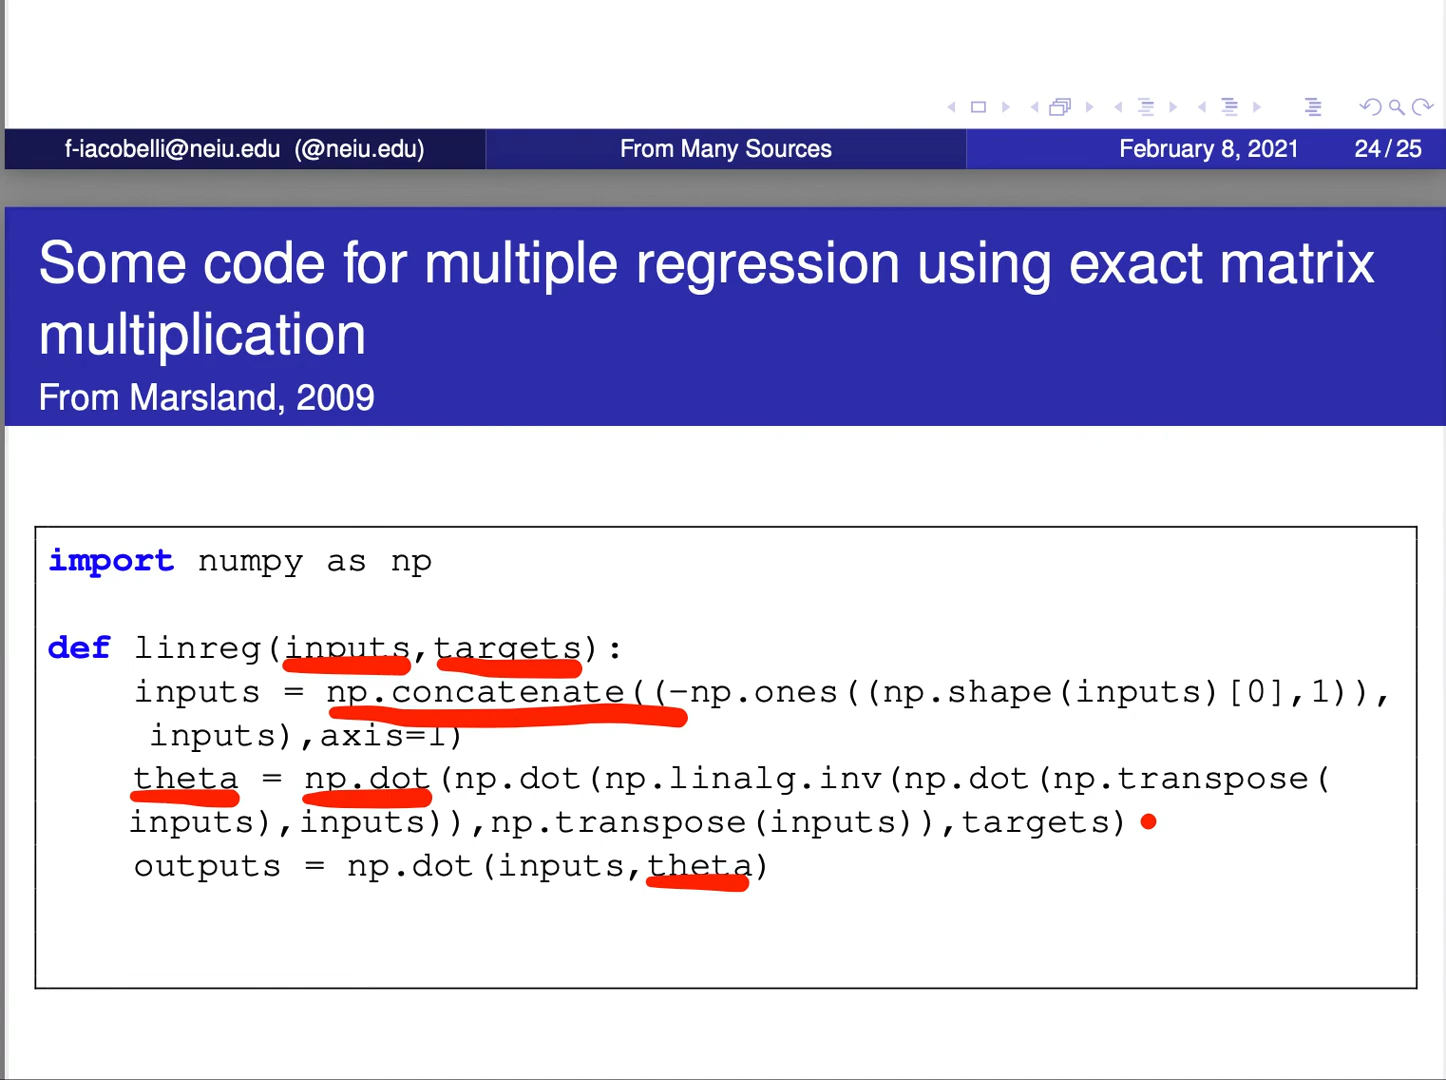 f-iacobelli@neiu.edu (@neiu.edu) From Many Sources February 8, 2021 24 / 25
Some code for multiple regression using exact matrix
multiplication
From Marsland, 2009
import numpy as np
def linreg(inputs,targets):
inputs = np.concatenate((-np.ones((np.shape(inputs)[0],1)),
inputs),axis=1)
theta = np.dot(np.dot(np.linalg.inv(np.dot(np.transpose(
inputs),inputs)),np.transpose(inputs)),targets)
outputs = np.dot(inputs,theta)